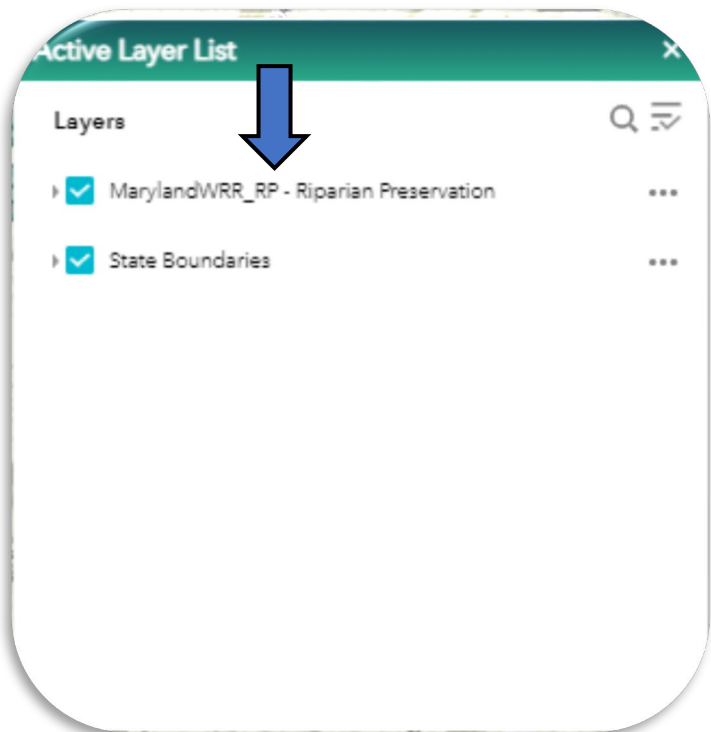 Active Layer List
Layers
MarylandWRR_RP - Riparian Preservation
State Boundaries